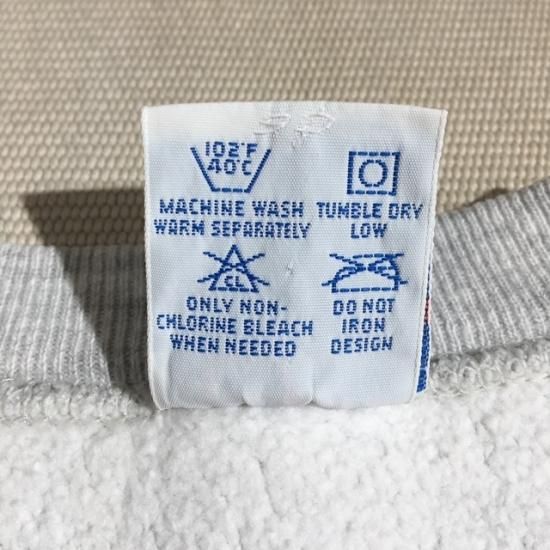 102°F
40°C
MACHINE WASH
WARM SEPARATELY
TUMBLE DRY
LOW
CL
ONLY NON-
CHLORINE BLEACH
WHEN NEEDED
DO NOT
IRON
DESIGN